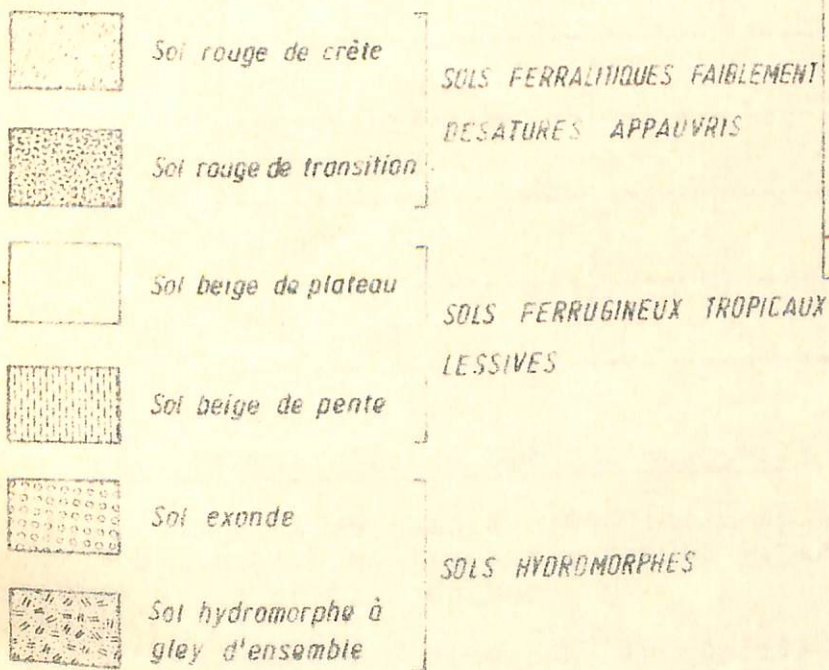 Sol rouge de crête
SOLS FERRALITIQUES FAIBLEMENT
DESATURES APPAUVRIS
Sol rouge de transition
Sol beige de plateau
SOLS FERRUGINEUX TROPICAUX
LESSIVES
Sol beige de pente
Sol exonde
SOLS HYDROMORPHES
Sol hydromorphe à
gley d'ensemble